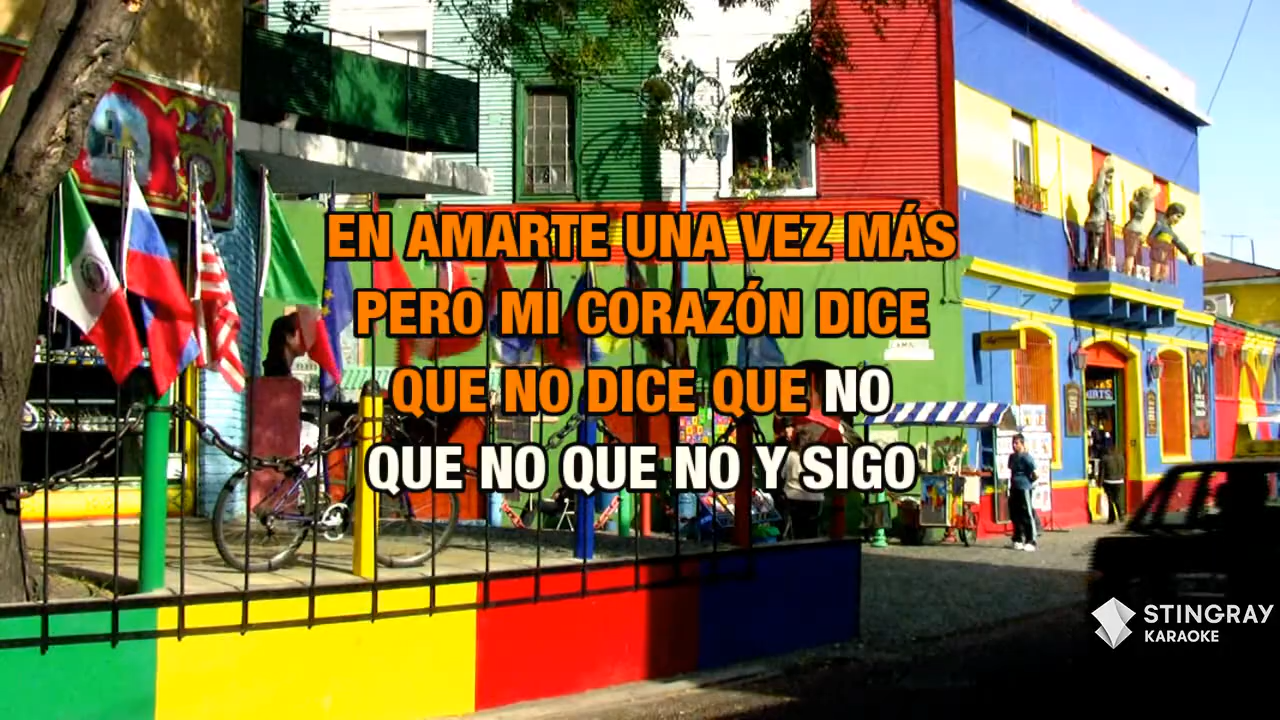 EN AMARTE UNA VEZ MÁS
PERO MI CORAZÓN DICE
QUE NO DICE QUE NO
QUE NO QUE NO Y SIGO
STINGRAY
KARAOKE